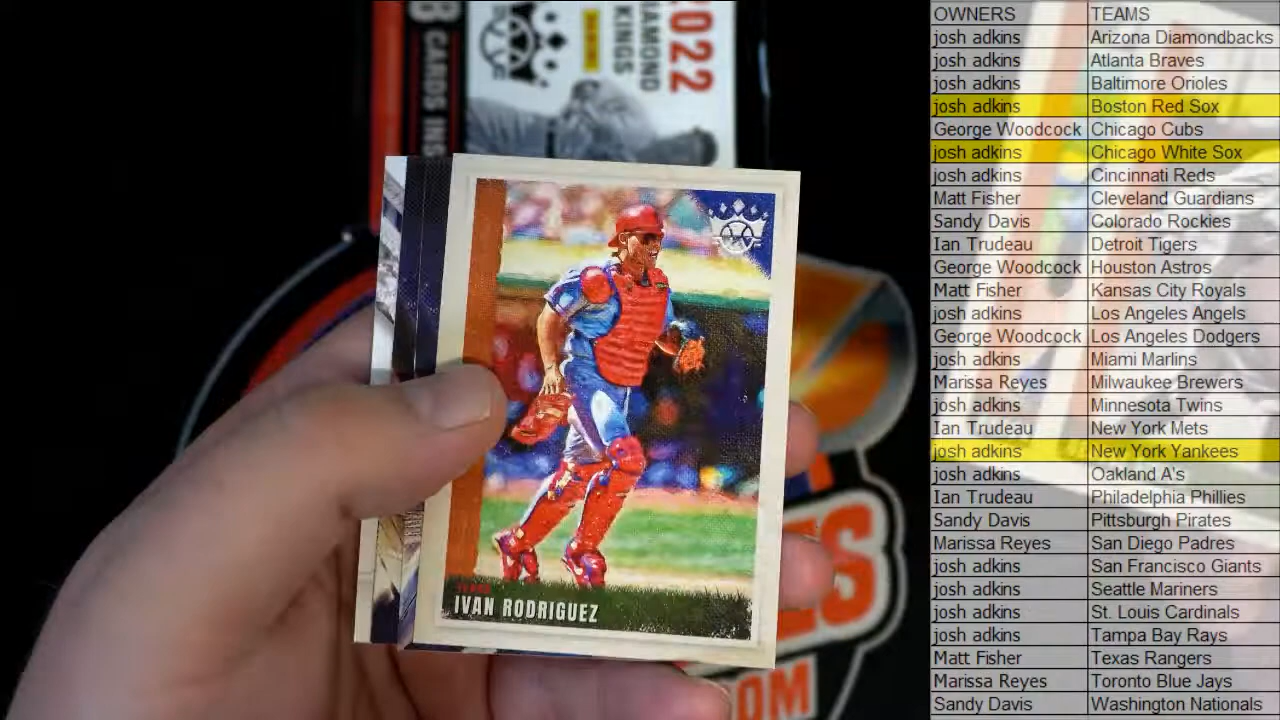 2022
DIAMOND
KINGS
PANINI
8 CARDS INS
TEXAS
IVAN RODRIGUEZ
ES
OM
OWNERS TEAMS
josh adkins Arizona Diamondbacks
josh adkins Atlanta Braves
josh adkins Baltimore Orioles
josh adkins Boston Red Sox
George Woodcock Chicago Cubs
josh adkins Chicago White Sox
josh adkins Cincinnati Reds
Matt Fisher Cleveland Guardians
Sandy Davis Colorado Rockies
Ian Trudeau Detroit Tigers
George Woodcock Houston Astros
Matt Fisher Kansas City Royals
josh adkins Los Angeles Angels
George Woodcock Los Angeles Dodgers
josh adkins Miami Marlins
Marissa Reyes Milwaukee Brewers
josh adkins Minnesota Twins
Ian Trudeau New York Mets
josh adkins New York Yankees
josh adkins Oakland A's
Ian Trudeau Philadelphia Phillies
Sandy Davis Pittsburgh Pirates
Marissa Reyes San Diego Padres
josh adkins San Francisco Giants
josh adkins Seattle Mariners
josh adkins St. Louis Cardinals
josh adkins Tampa Bay Rays
Matt Fisher Texas Rangers
Marissa Reyes Toronto Blue Jays
Sandy Davis Washington Nationals